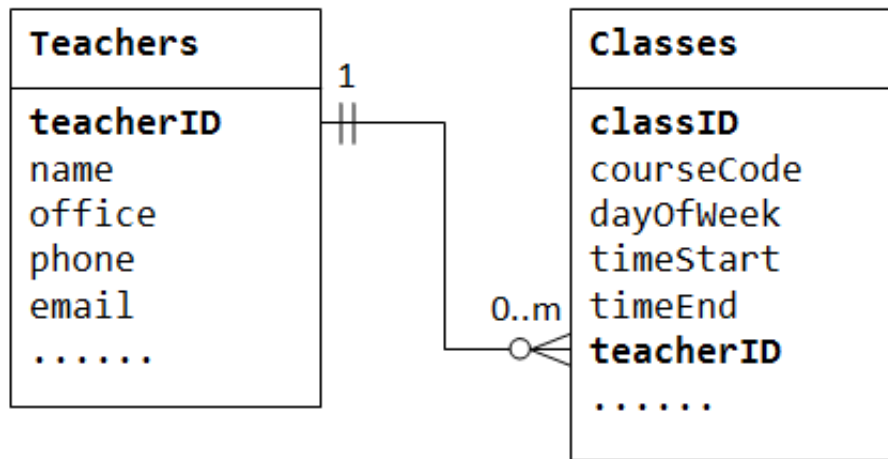 Teachers
teacherID
name
office
phone
email
......
1
0..m
Classes
classID
courseCode
dayOfWeek
timeStart
timeEnd
teacherID
......